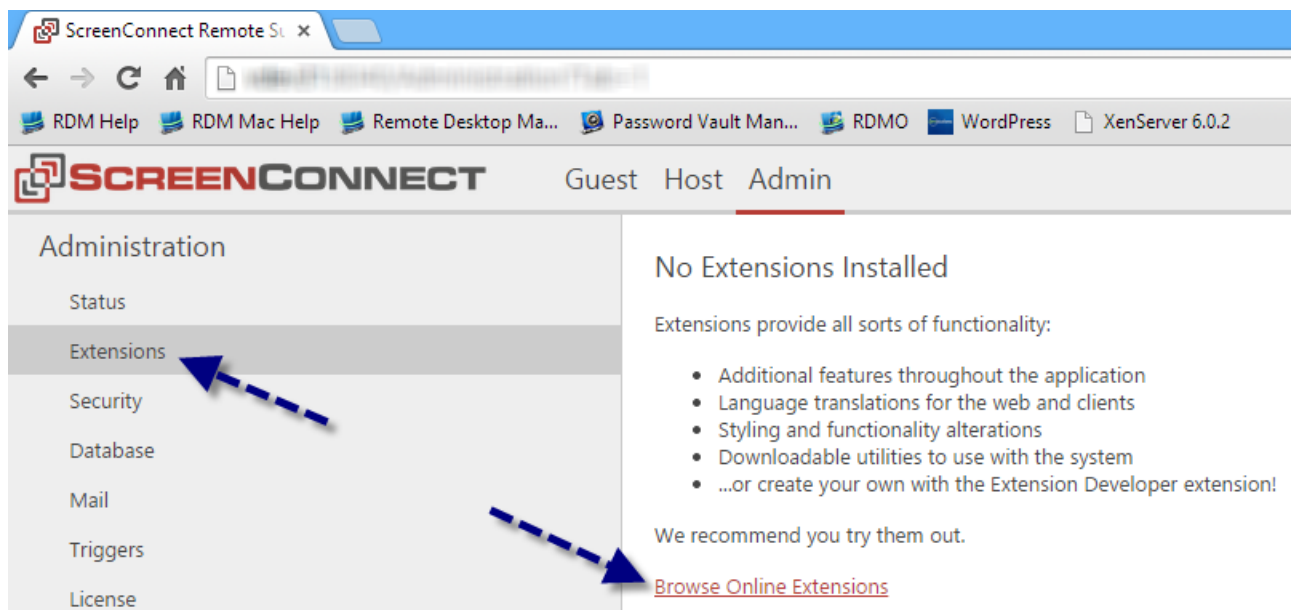 ScreenConnect Remote Su
RDM Help RDM Mac Help Remote Desktop Ma... Password Vault Man... RDMO WordPress XenServer 6.0.2
SCREENCONNECT Guest Host Admin
Administration
Status
Extensions
Security
Database
Mail
Triggers
License
No Extensions Installed
Extensions provide all sorts of functionality:
• Additional features throughout the application
• Language translations for the web and clients
• Styling and functionality alterations
• Downloadable utilities to use with the system
• ...or create your own with the Extension Developer extension!
We recommend you try them out.
Browse Online Extensions